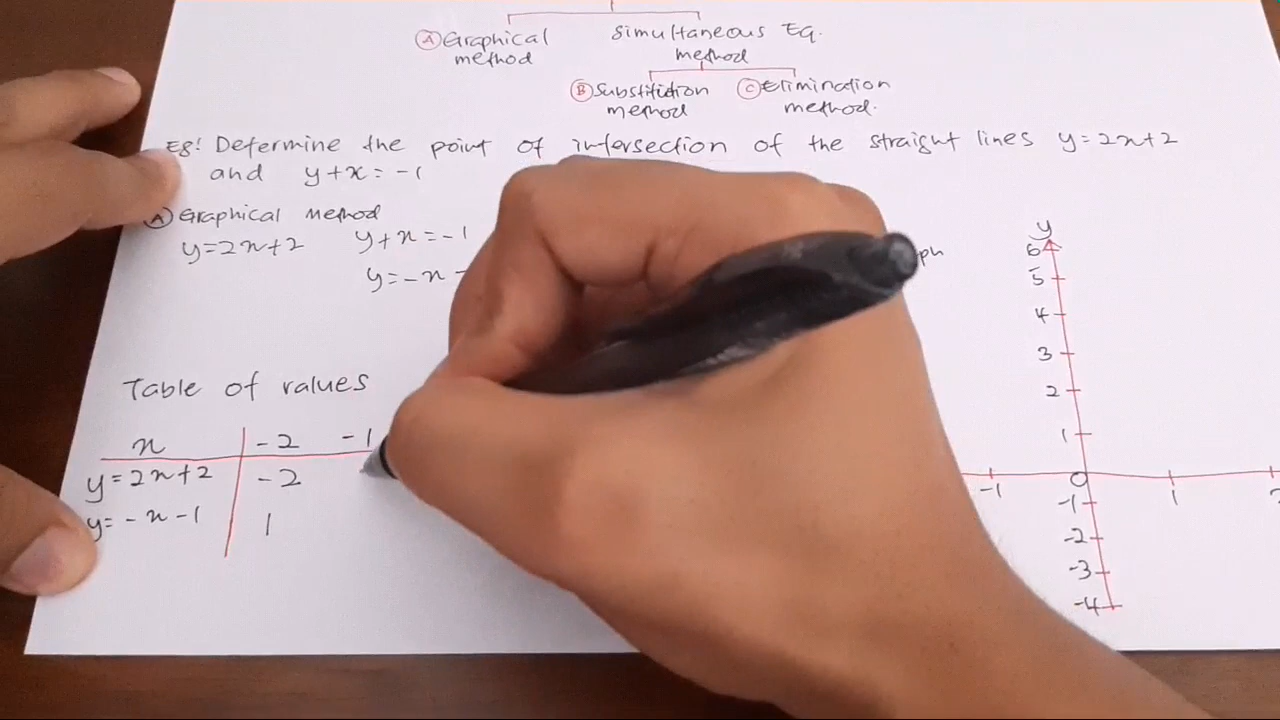 Ⓐ Graphical method
Simultaneous Eq. method
Ⓑ Substitution method
Ⓒ Elimination method.
Eg: Determine the point of intersection of the straight lines y=2x+2
and y+x=-1
Ⓐ Graphical method
y=2x+2 y+x=-1
y=-x-
Table of values
x -2 -1
y=2x+2 -2
y=-x-1 1
y
6
5
4
3
2
1
-1 0 1 2
-1
-2
-3
-4